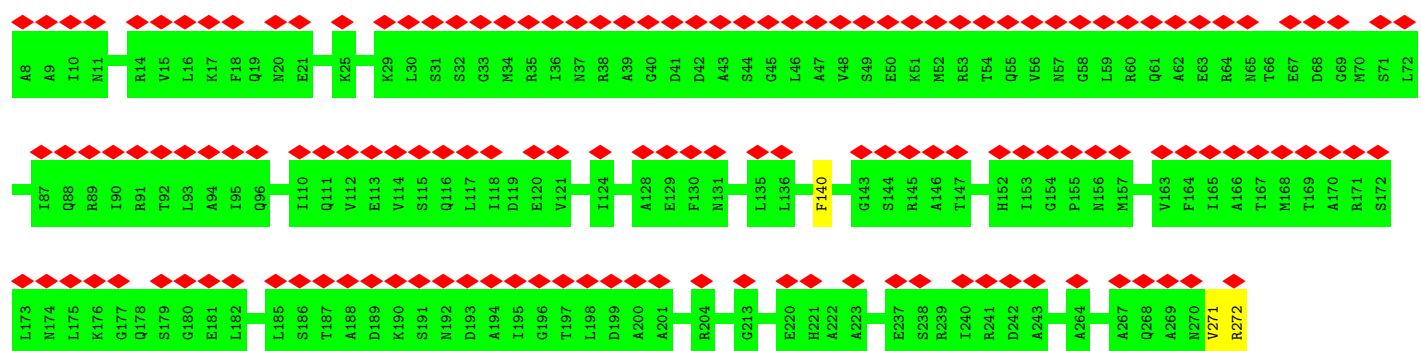 A8 A9 I10 N11 R14 V15 L16 K17 F18 Q19 N20 E21 K25 K29 L30 S31 S32 G33 M34 R35 I36 N37 R38 A39 G40 D41 D42 A43 S44 G45 L46 A47 V48 S49 E50 K51 M52 R53 T54 Q55 V56 N57 G58 L59 R60 Q61 A62 E63 R64 N65 T66 E67 D68 G69 M70 S71 L72
I87 Q88 R89 I90 R91 T92 L93 A94 I95 Q96 I110 Q111 V112 E113 V114 S115 Q116 L117 I118 D119 E120 V121 I124 A128 E129 F130 N131 L135 L136 F140 G143 S144 R145 A146 T147 H152 I153 G154 P155 N156 M157 V163 F164 I165 A166 T167 M168 T169 A170 R171 S172
L173 N174 L175 K176 G177 Q178 S179 G180 E181 L182 L185 S186 T187 A188 D189 K190 S191 N192 D193 A194 I195 G196 T197 L198 D199 A200 A201 R204 G213 E220 H221 A222 A223 E237 S238 R239 I240 R241 D242 A243 A264 A267 Q268 A269 N270 V271 R272